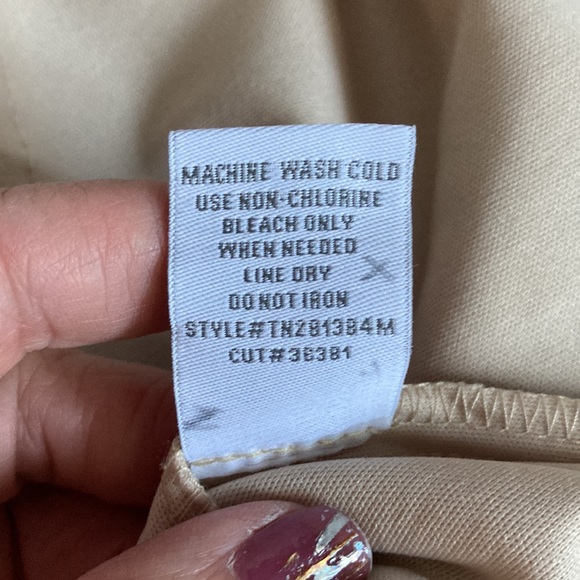 MACHINE WASH COLD
USE NON-CHLORINE
BLEACH ONLY
WHEN NEEDED
LINE DRY
DO NOT IRON
STYLE#TN281384M
CUT#36381